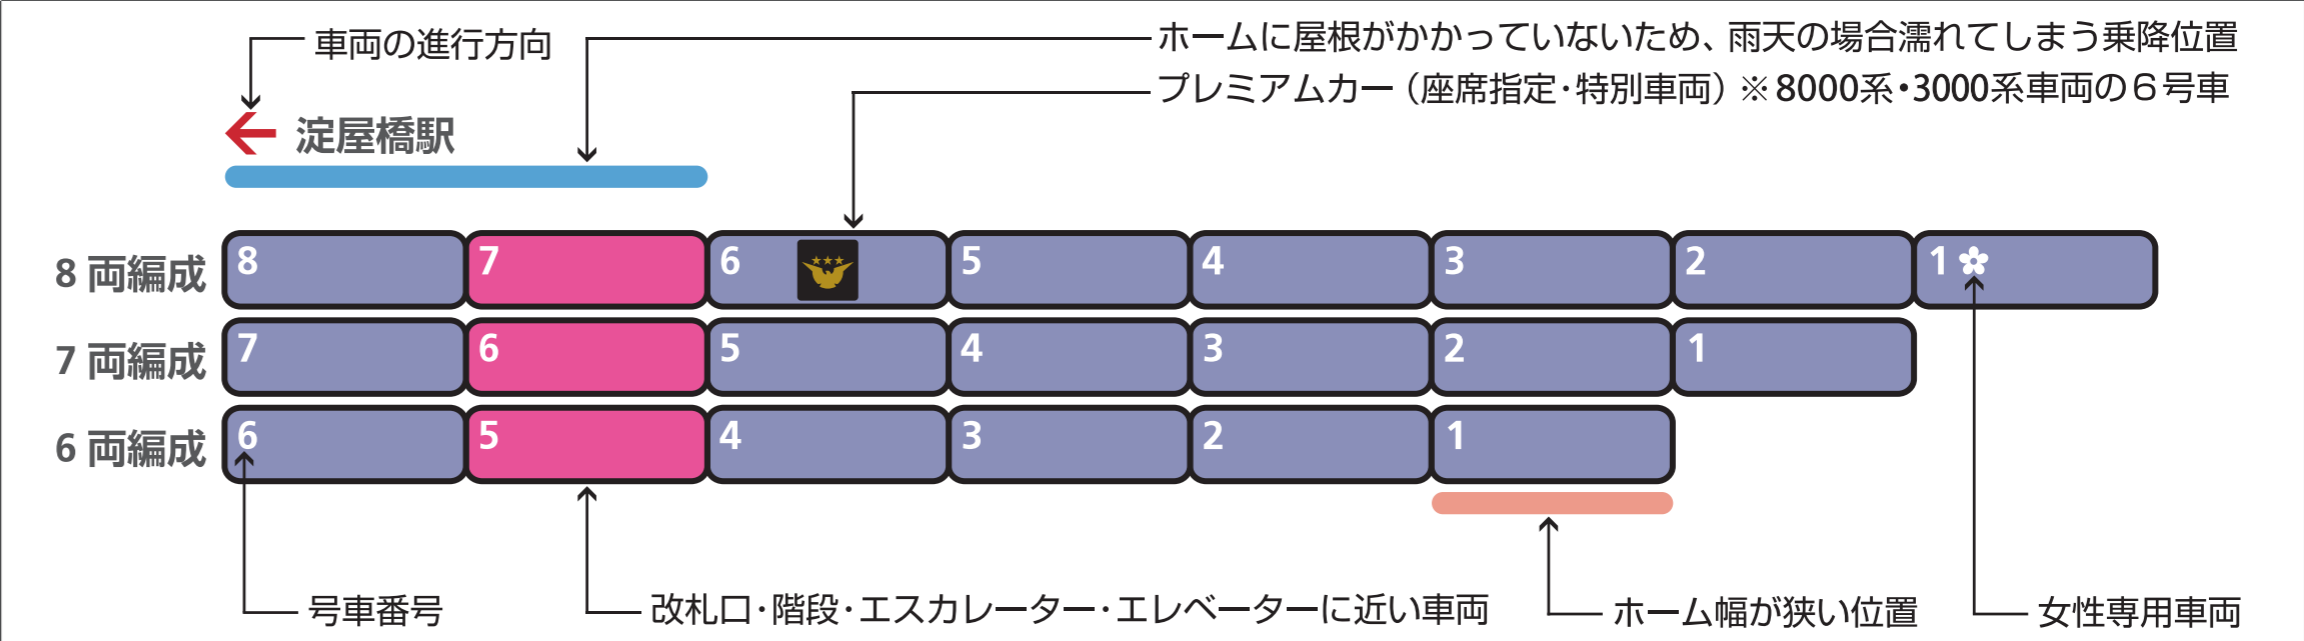 車両の進行方向
ホームに屋根がかかっていないため、雨天の場合濡れてしまう乗降位置
プレミアムカー（座席指定･特別車両）※8000系･3000系車両の６号車
淀屋橋駅
8両編成 8 7 6 5 4 3 2 1
7両編成 7 6 5 4 3 2 1
6両編成 6 5 4 3 2 1
号車番号
改札口･階段･エスカレーター･エレベーターに近い車両
ホーム幅が狭い位置
女性専用車両